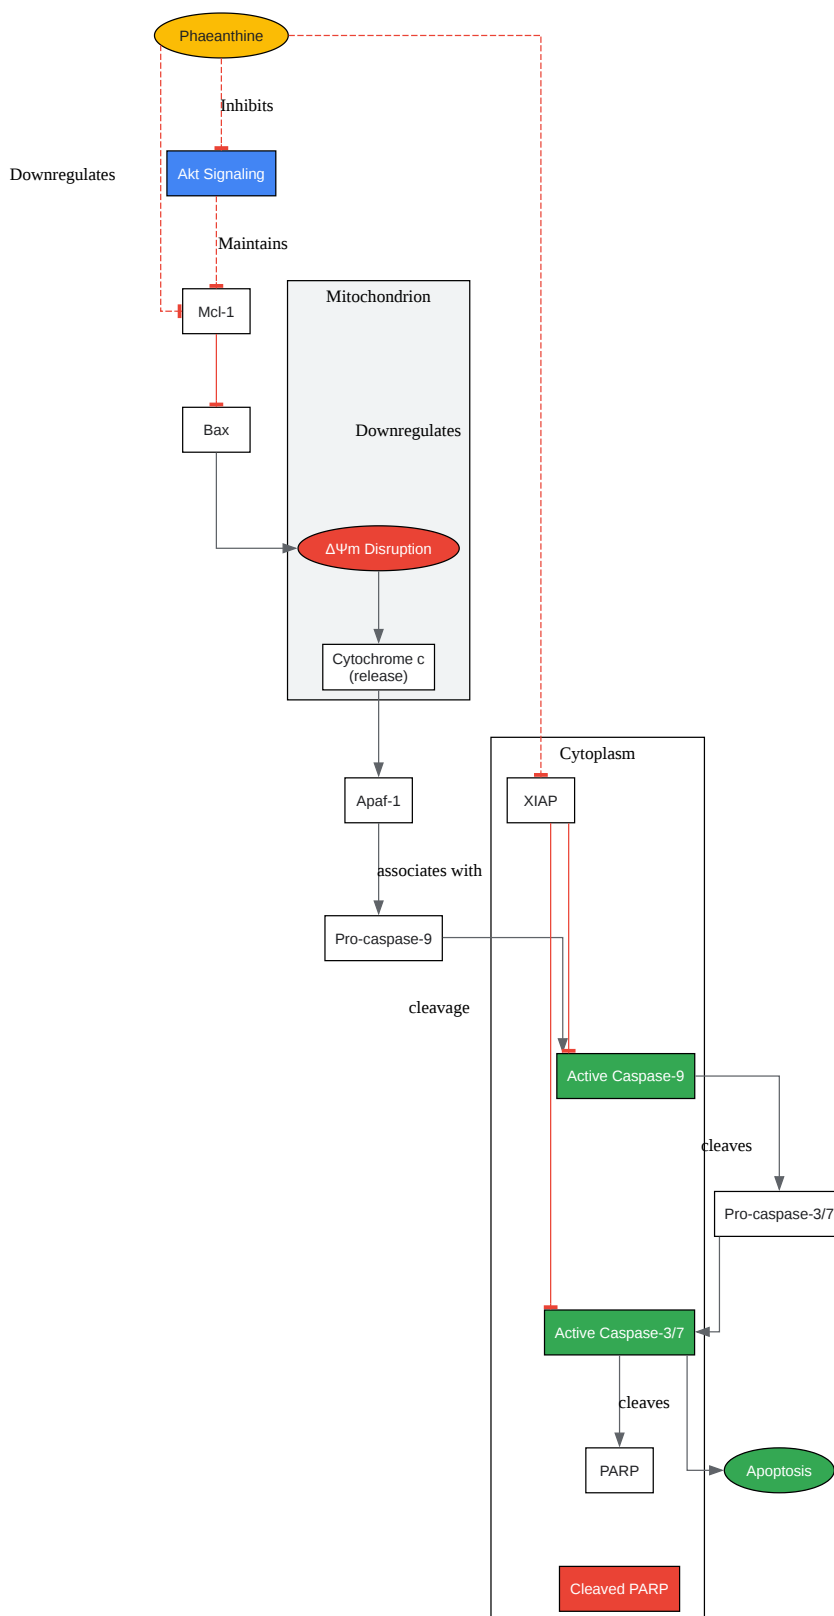 Phaeanthine
Inhibits
Downregulates
Akt Signaling
Maintains
Mitochondrion
Mcl-1
Bax
Downregulates
ΔΨm Disruption
Cytochrome c
(release)
Cytoplasm
Apaf-1
XIAP
associates with
Pro-caspase-9
cleavage
Active Caspase-9
cleaves
Pro-caspase-3/7
Active Caspase-3/7
cleaves
PARP
Apoptosis
Cleaved PARP